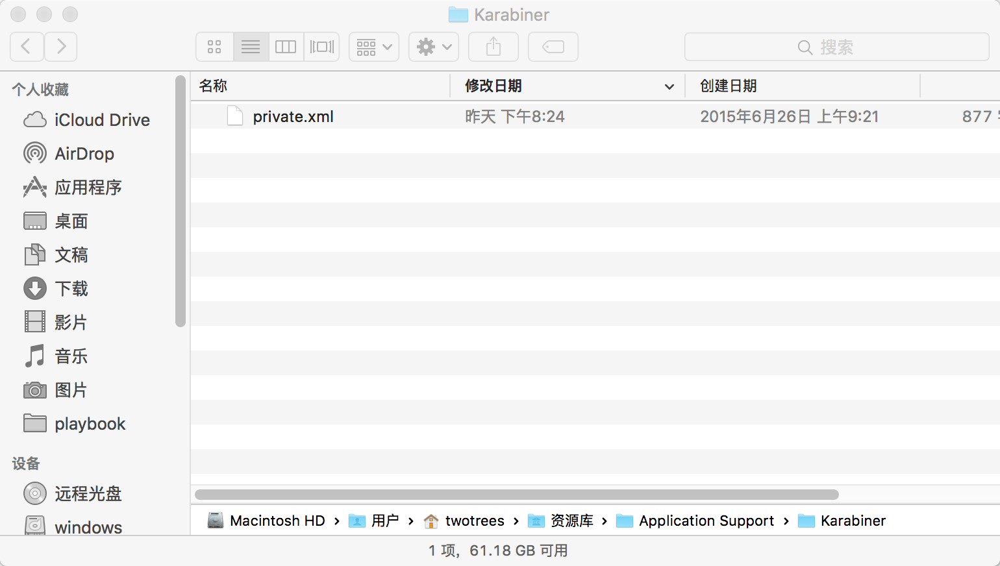 Karabiner
搜索
个人收藏
iCloud Drive
AirDrop
应用程序
桌面
文稿
下载
影片
音乐
图片
playbook
设备
远程光盘
windows
名称 修改日期 创建日期
private.xml 昨天 下午8:24 2015年6月26日 上午9:21 877
Macintosh HD › 用户 › twotrees › 资源库 › Application Support › Karabiner
1 项，61.18 GB 可用